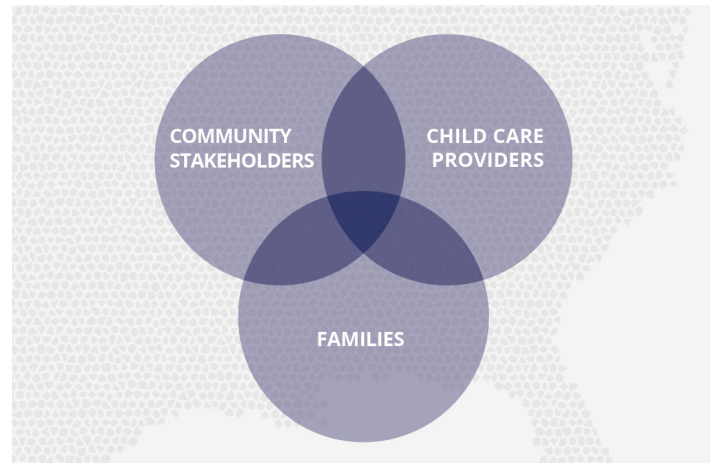 COMMUNITY
STAKEHOLDERS
CHILD CARE
PROVIDERS
FAMILIES